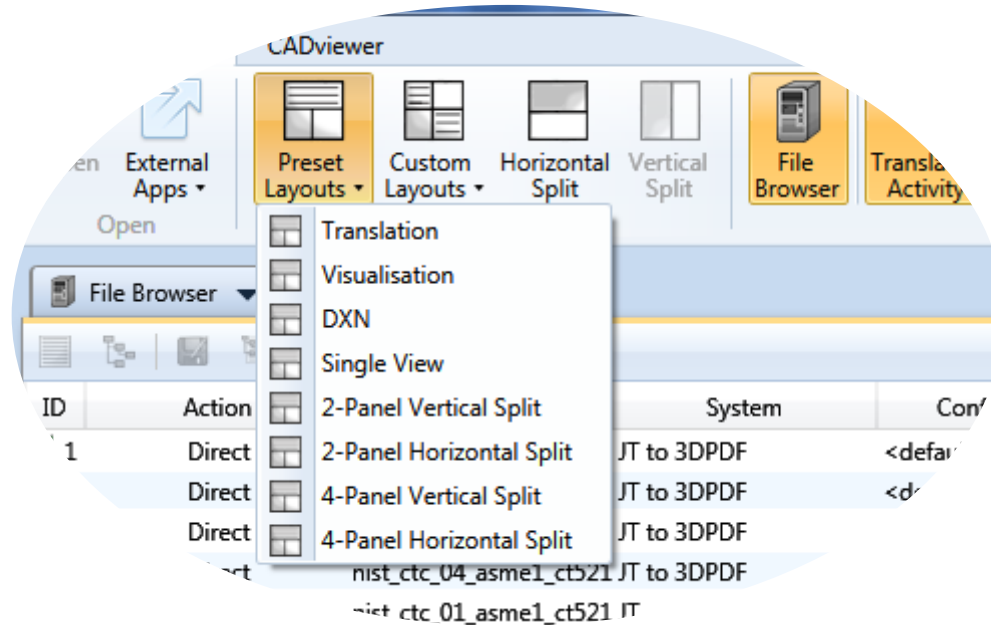 CADviewer
External Apps
Preset Layouts
Custom Layouts
Horizontal Split
Vertical Split
File Browser
Activity
Open
Translation
Visualisation
DXN
Single View
2-Panel Vertical Split
2-Panel Horizontal Split
4-Panel Vertical Split
4-Panel Horizontal Split
File Browser
ID Action System
1 Direct JT to 3DPDF
Direct JT to 3DPDF
Direct JT to 3DPDF
nist_ctc_04_asme1_ct521 JT to 3DPDF
nist_ctc_01_asme1_ct521 JT